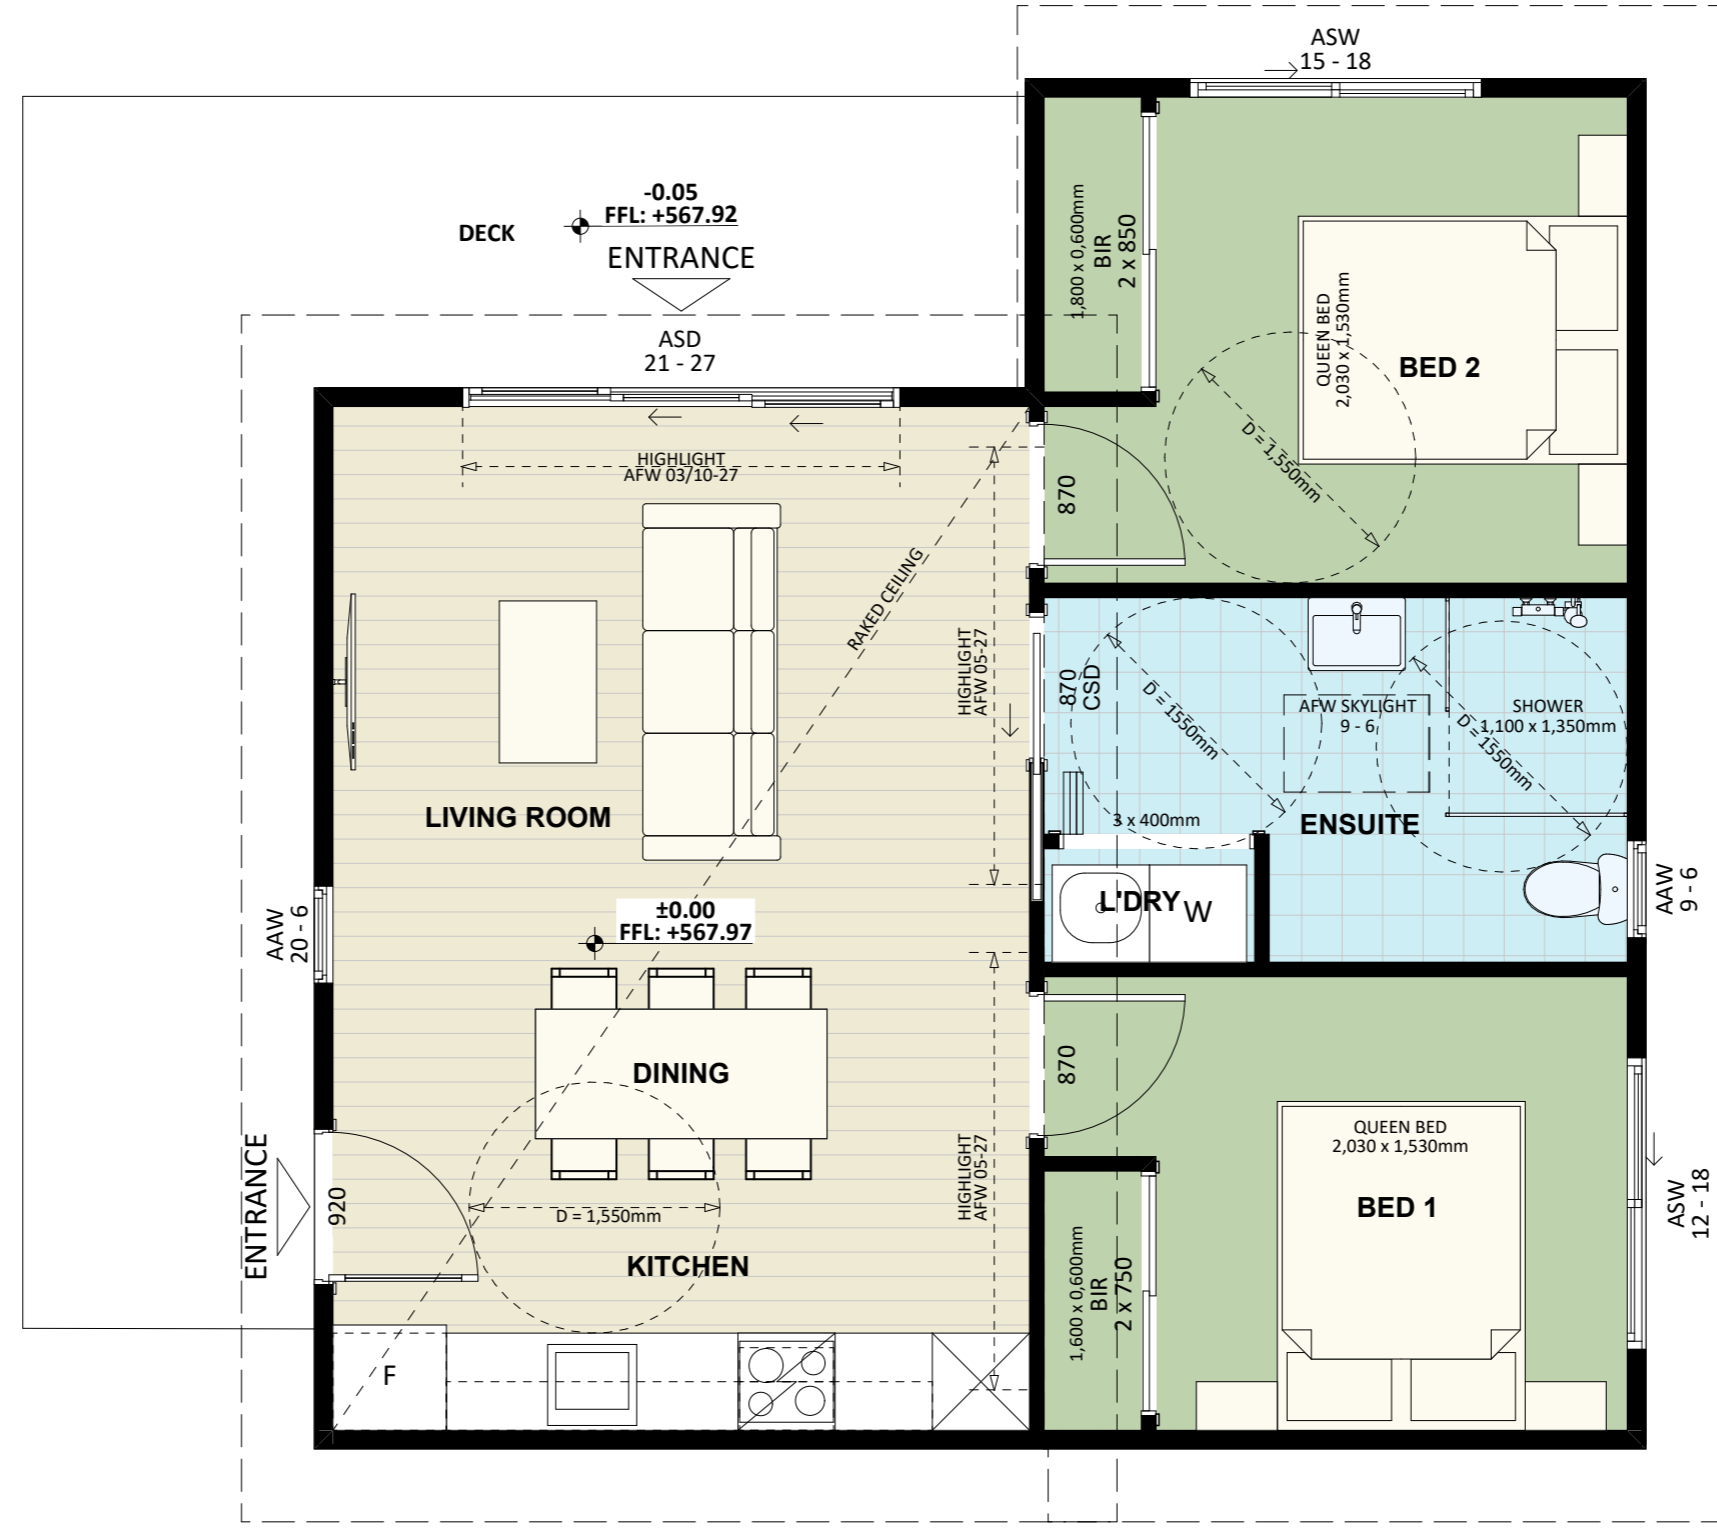 ASW
15 - 18
-0.05
FFL: +567.92
DECK
ENTRANCE
ASD
21 - 27
HIGHLIGHT
AFW 03/10-27
1,800 x 0,600mm
BIR
2 x 850
QUEEN BED
2,030 x 1,530mm
BED 2
D = 1,550mm
870
RAKED CEILING
HIGHLIGHT
AFW 05-27
870
CSD
D = 1550mm
AFW SKYLIGHT
9 - 6
SHOWER
1,100 x 1,350mm
D = 1550mm
LIVING ROOM
3 x 400mm
ENSUITE
L'DRY
W
AAW
9 - 6
AAW
20 - 6
±0.00
FFL: +567.97
DINING
870
QUEEN BED
2,030 x 1,530mm
BED 1
ASW
12 - 18
ENTRANCE
920
D = 1,550mm
KITCHEN
HIGHLIGHT
AFW 05-27
1,600 x 0,600mm
BIR
2 x 750
F